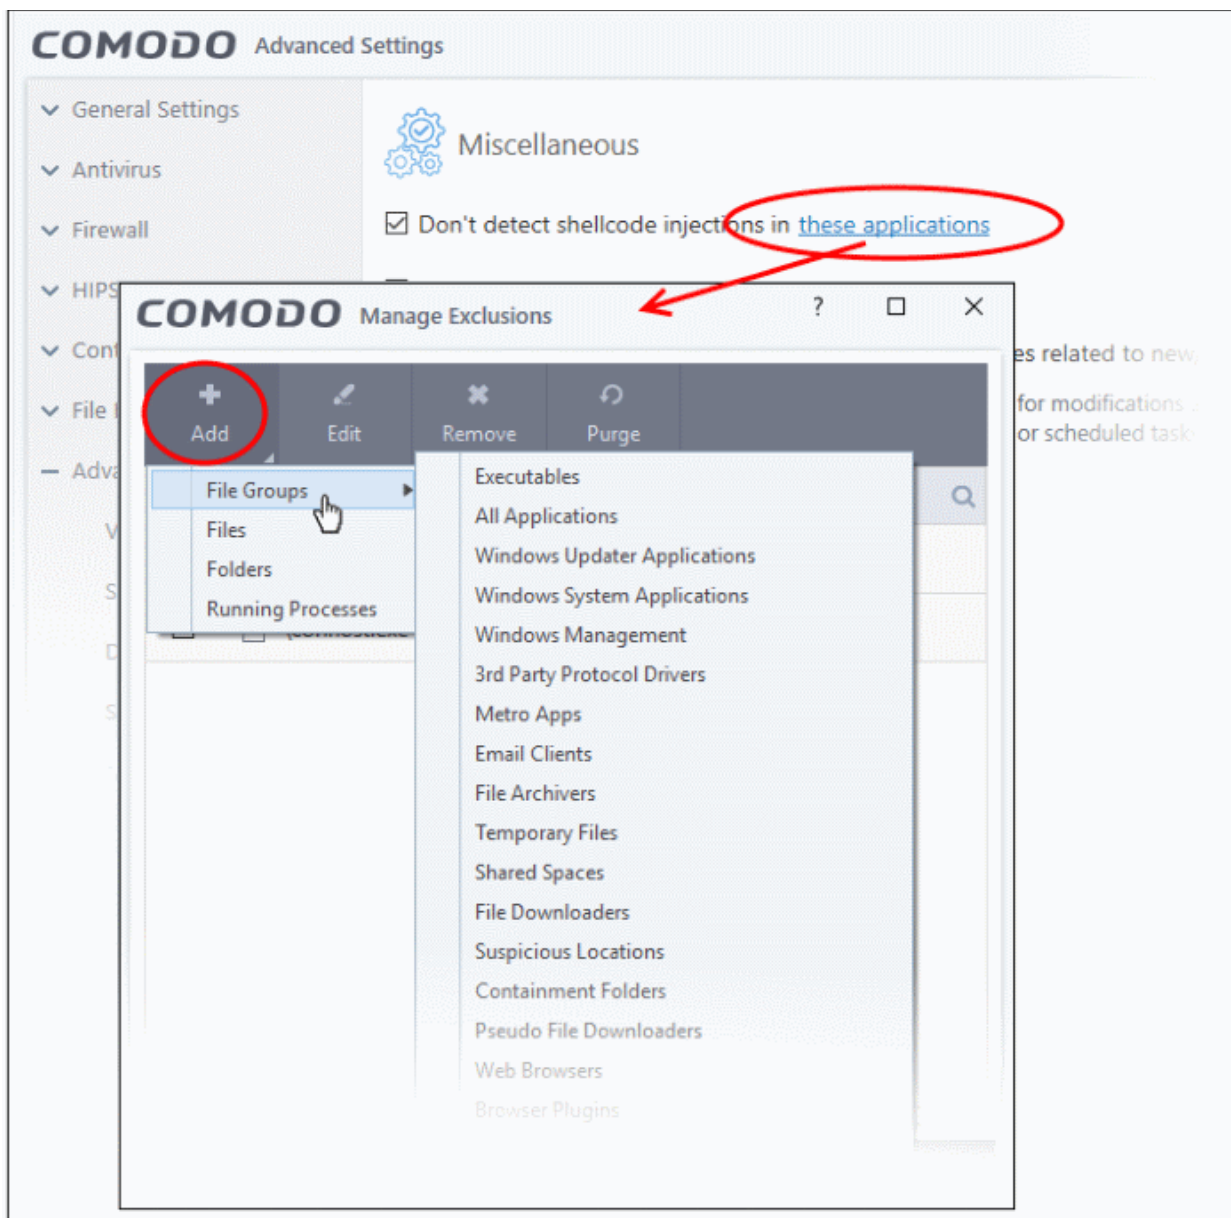 COMODO Advanced Settings
General Settings
Antivirus
Firewall
HIPS
Miscellaneous
Don't detect shellcode injections in these applications
es related to new,
for modifications
or scheduled task
COMODO Manage Exclusions ?
Add Edit Remove Purge
File Groups
Files
Folders
Running Processes
Executables
All Applications
Windows Updater Applications
Windows System Applications
Windows Management
3rd Party Protocol Drivers
Metro Apps
Email Clients
File Archivers
Temporary Files
Shared Spaces
File Downloaders
Suspicious Locations
Containment Folders
Pseudo File Downloaders
Web Browsers
Browser Plugins